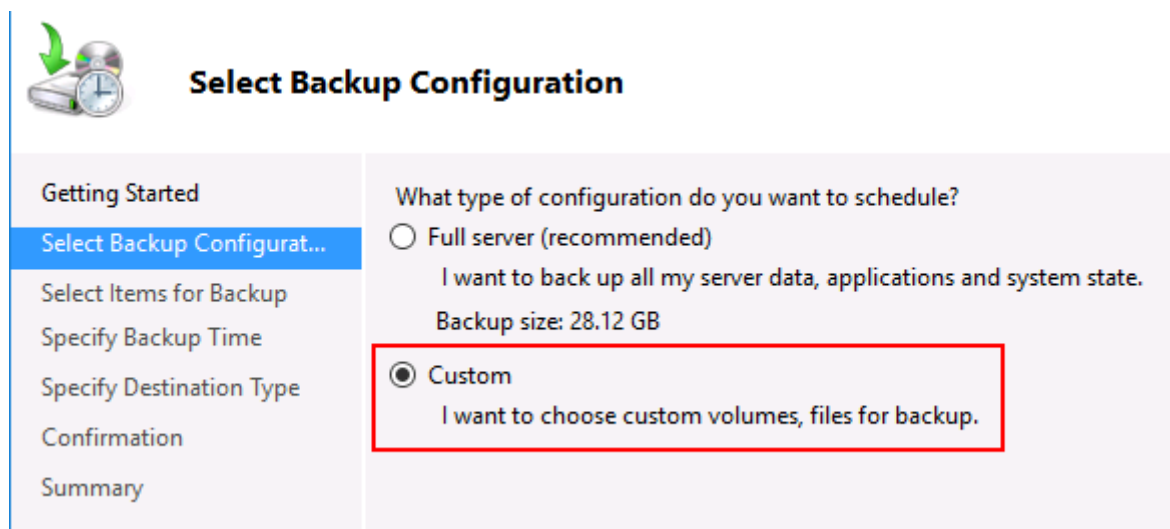 Select Backup Configuration
Getting Started
Select Backup Configurat...
Select Items for Backup
Specify Backup Time
Specify Destination Type
Confirmation
Summary
What type of configuration do you want to schedule?
Full server (recommended)
I want to back up all my server data, applications and system state.
Backup size: 28.12 GB
Custom
I want to choose custom volumes, files for backup.